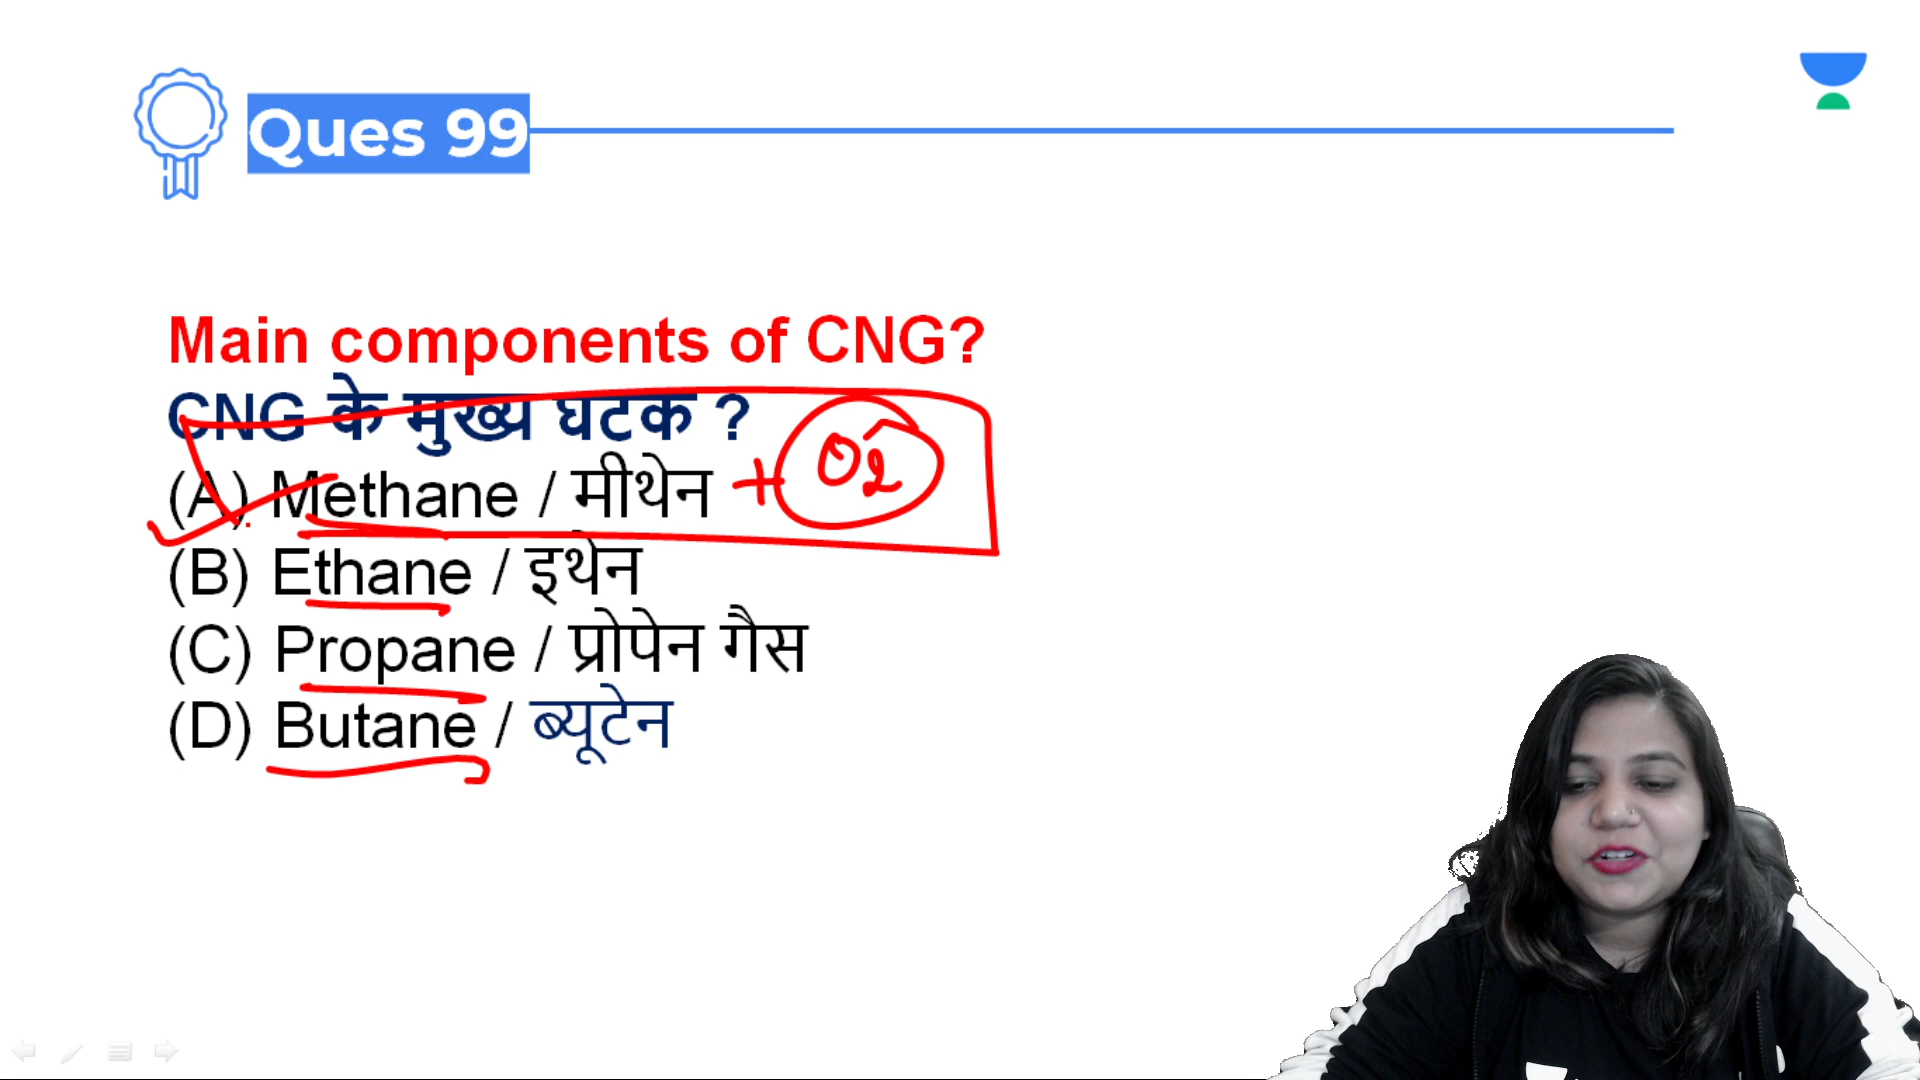 Ques 99
Main components of CNG?
CNG के मुख्य घटक ?
(A) Methane / मीथेन + O2
(B) Ethane / इथेन
(C) Propane / प्रोपेन गैस
(D) Butane / ब्यूटेन